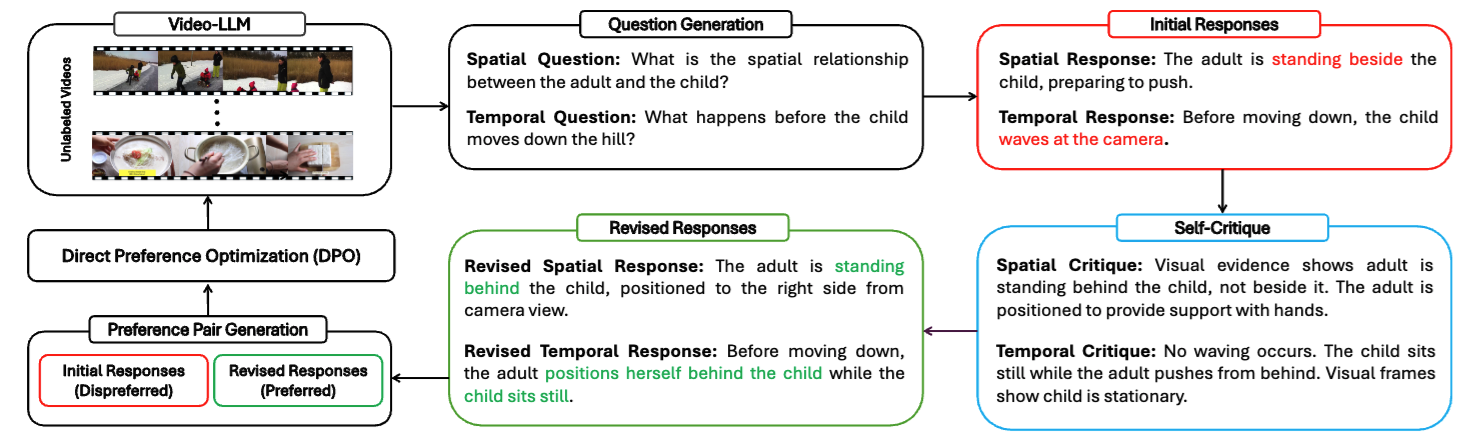 Video-LLM
Unlabeled Videos
Question Generation
Spatial Question: What is the spatial relationship
between the adult and the child?
Temporal Question: What happens before the child
moves down the hill?
Initial Responses
Spatial Response: The adult is standing beside the
child, preparing to push.
Temporal Response: Before moving down, the child
waves at the camera.
Self-Critique
Spatial Critique: Visual evidence shows adult is
standing behind the child, not beside it. The adult is
positioned to provide support with hands.
Temporal Critique: No waving occurs. The child sits
still while the adult pushes from behind. Visual frames
show child is stationary.
Revised Responses
Revised Spatial Response: The adult is standing
behind the child, positioned to the right side from
camera view.
Revised Temporal Response: Before moving down,
the adult positions herself behind the child while the
child sits still.
Preference Pair Generation
Initial Responses
(Dispreferred)
Revised Responses
(Preferred)
Direct Preference Optimization (DPO)